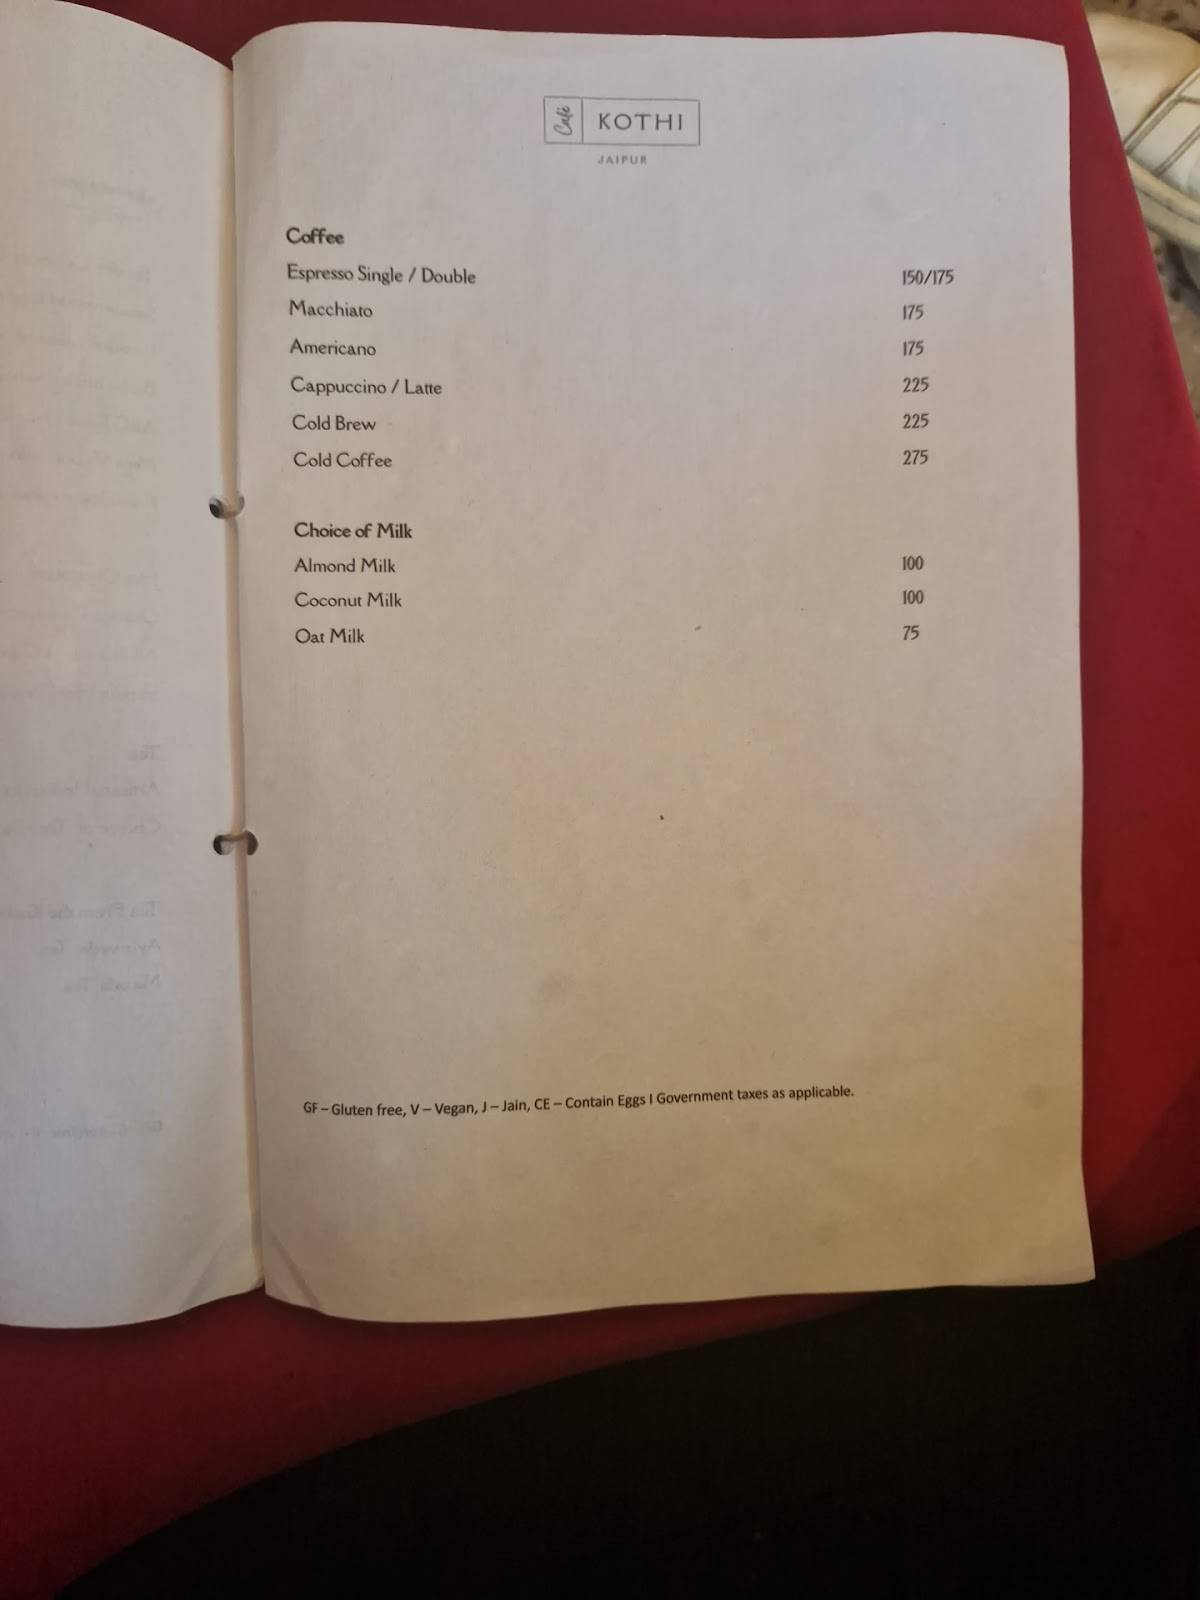 Café KOTHI
JAIPUR
Coffee
Espresso Single / Double 150/175
Macchiato 175
Americano 175
Cappuccino / Latte 225
Cold Brew 225
Cold Coffee 275
Choice of Milk
Almond Milk 100
Coconut Milk 100
Oat Milk 75
GF – Gluten free, V – Vegan, J – Jain, CE – Contain Eggs I Government taxes as applicable.